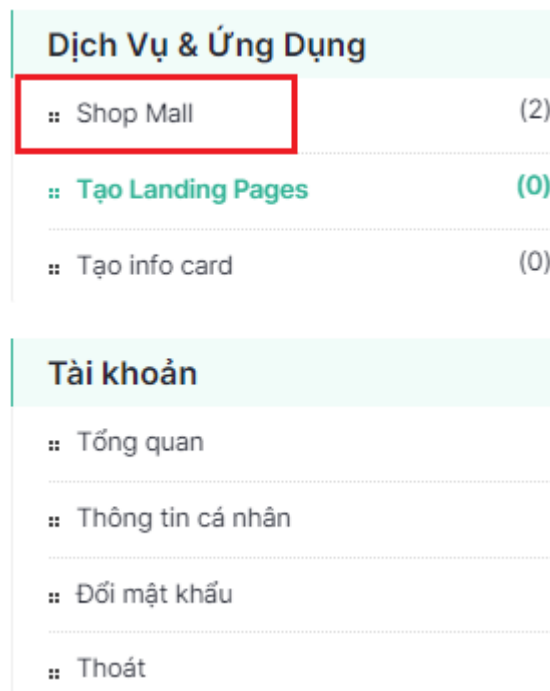 Dịch Vụ & Ứng Dụng
Shop Mall (2)
Tạo Landing Pages (0)
Tạo info card (0)
Tài khoản
Tổng quan
Thông tin cá nhân
Đổi mật khẩu
Thoát